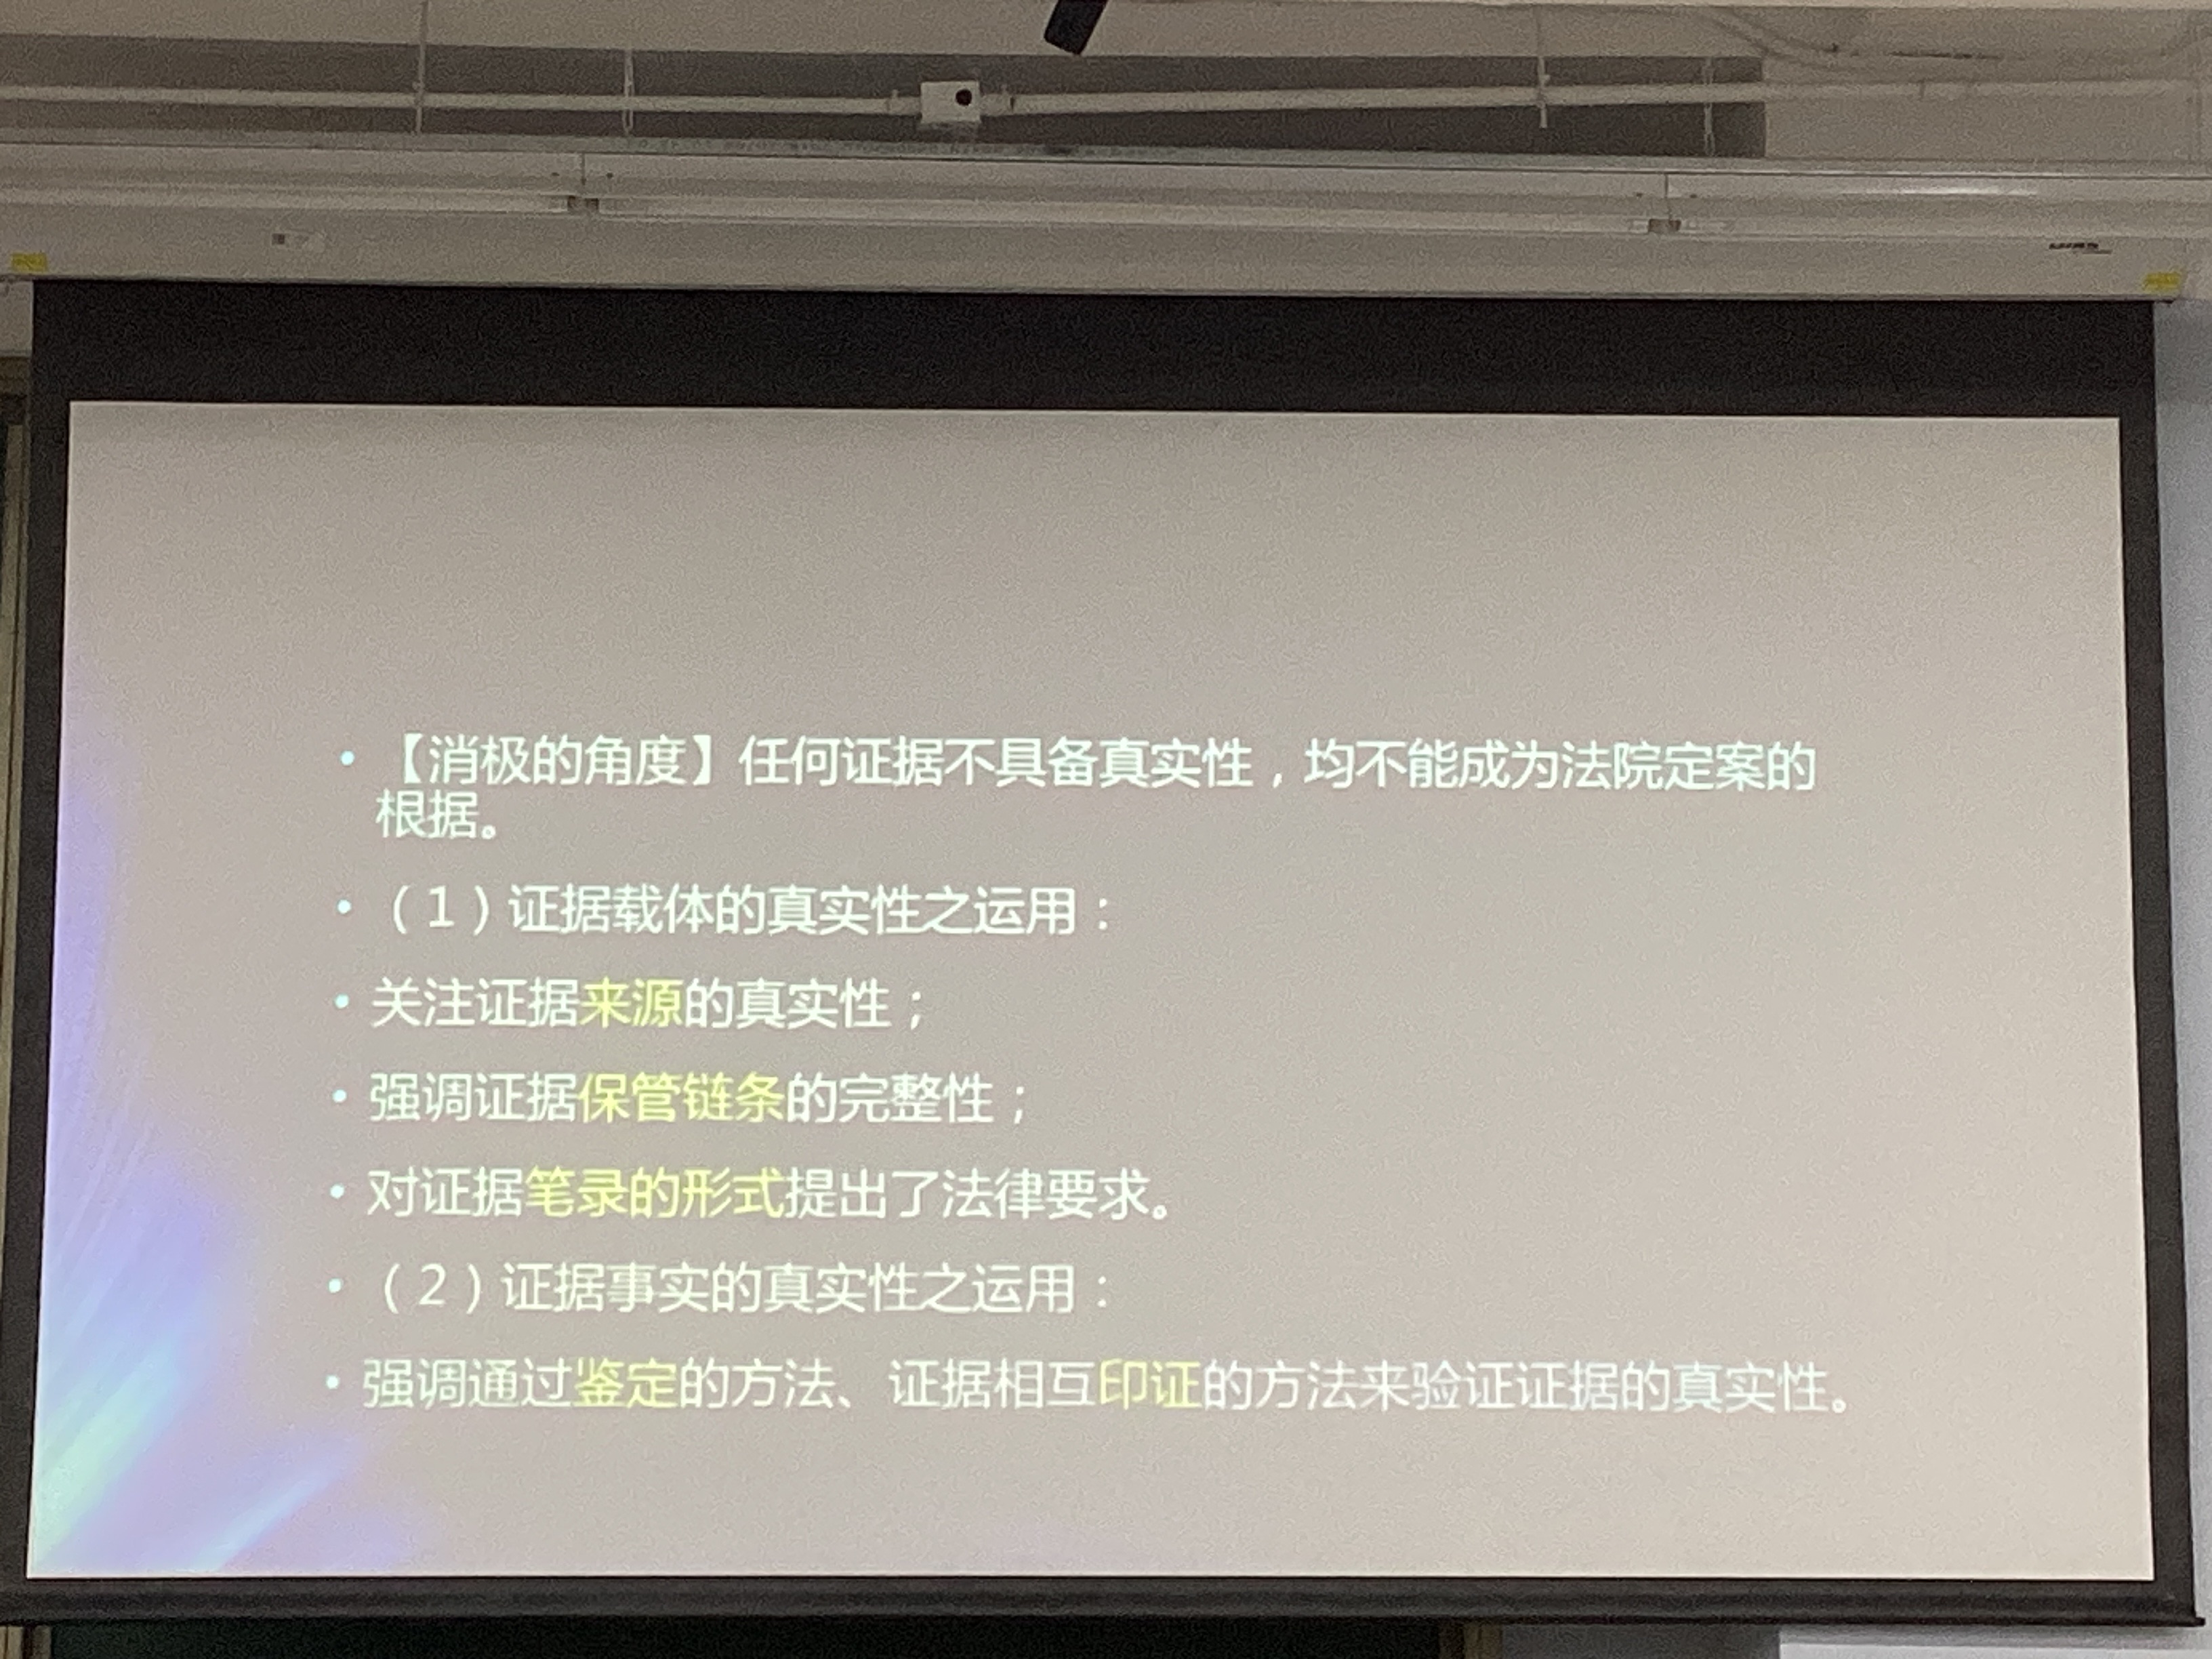 • 【消极的角度】任何证据不具备真实性，均不能成为法院定案的
根据。
• （1）证据载体的真实性之运用：
• 关注证据来源的真实性；
• 强调证据保管链条的完整性；
• 对证据笔录的形式提出了法律要求。
• （2）证据事实的真实性之运用：
• 强调通过鉴定的方法、证据相互印证的方法来验证证据的真实性。